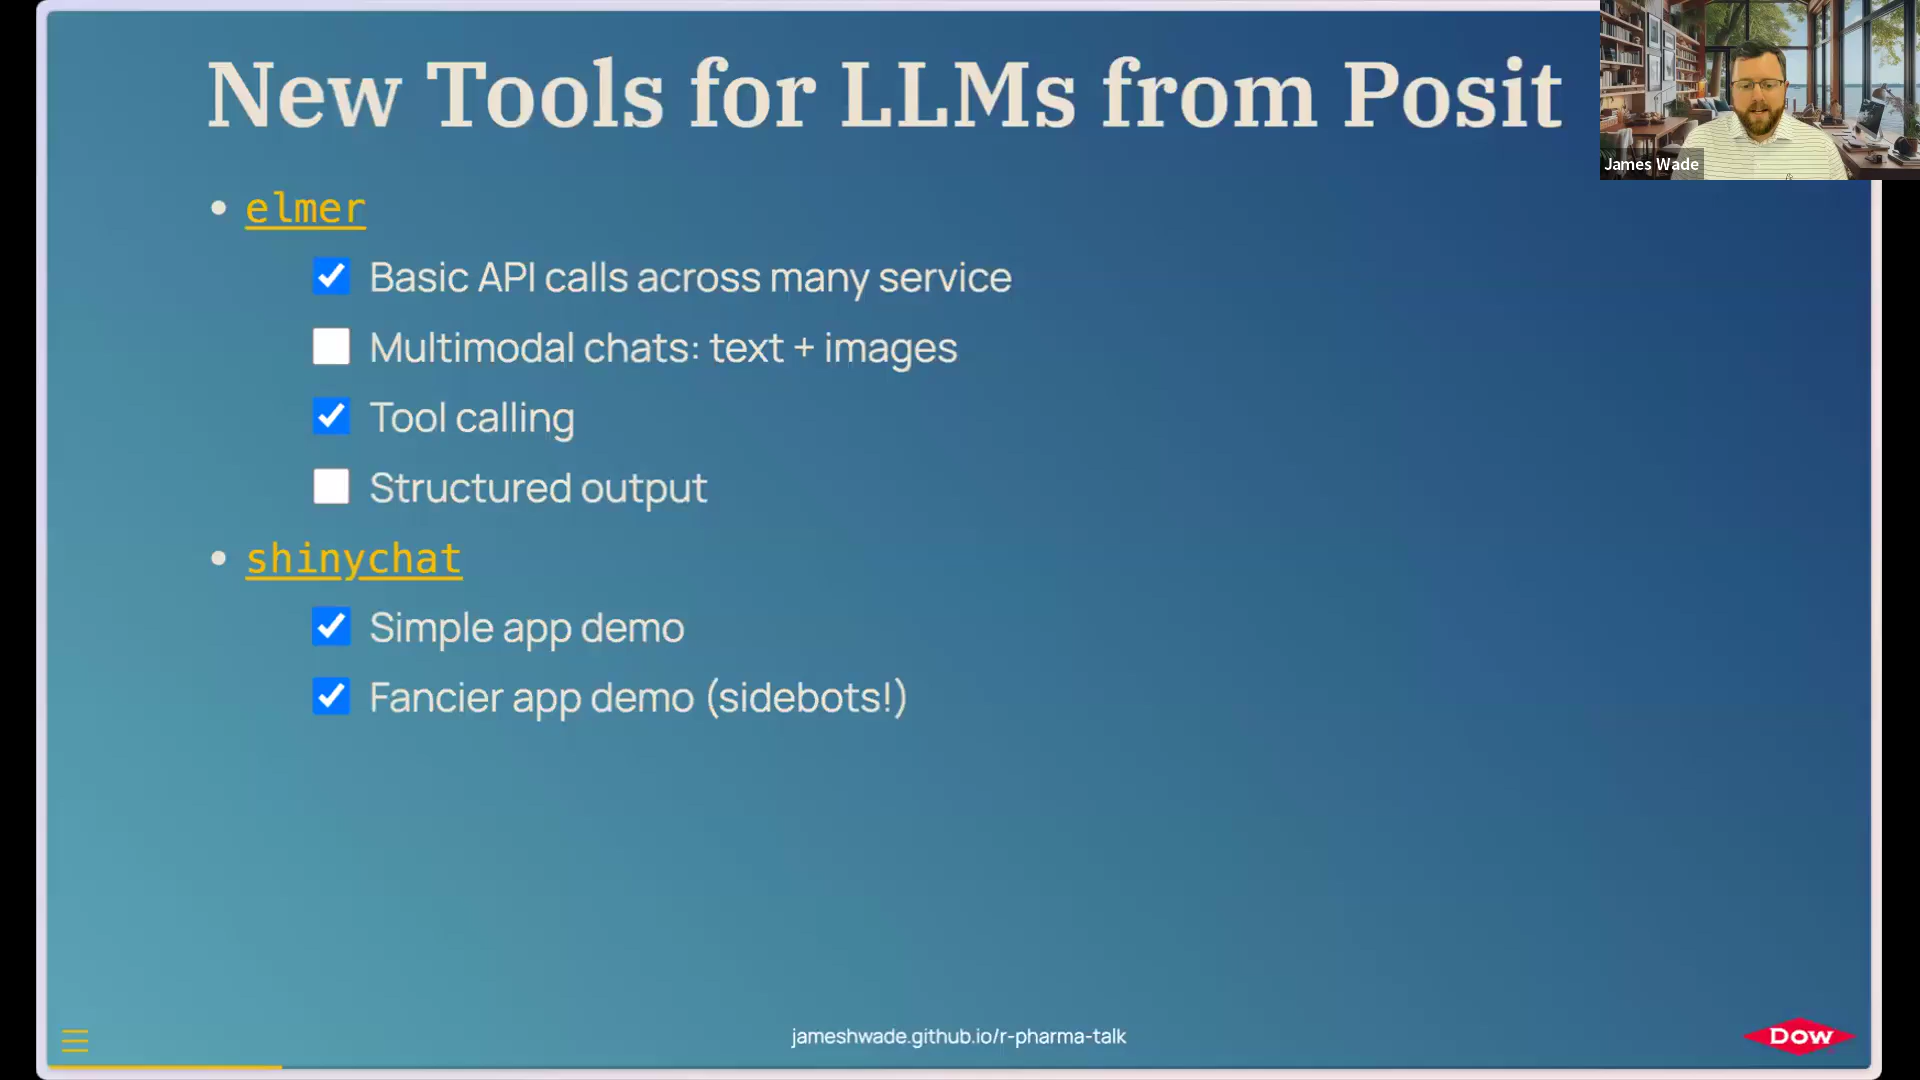 New Tools for LLMs from Posit
James Wade
elmer
Basic API calls across many service
Multimodal chats: text + images
Tool calling
Structured output
shinychat
Simple app demo
Fancier app demo (sidebots!)
jameshwade.github.io/r-pharma-talk
Dow